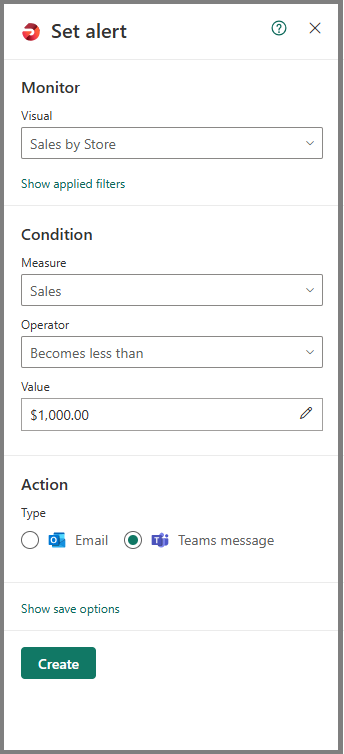 Set alert
Monitor
Visual
Sales by Store
Show applied filters
Condition
Measure
Sales
Operator
Becomes less than
Value
$1,000.00
Action
Type
Email Teams message
Show save options
Create